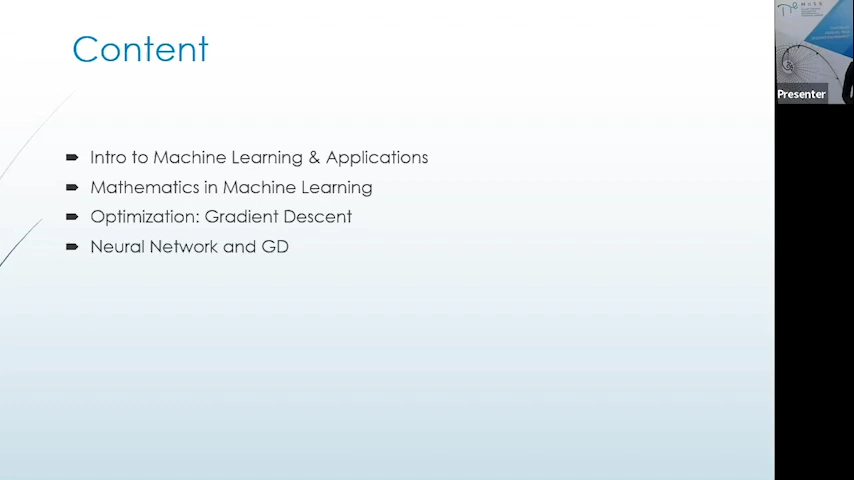 Content
Intro to Machine Learning & Applications
Mathematics in Machine Learning
Optimization: Gradient Descent
Neural Network and GD
Presenter